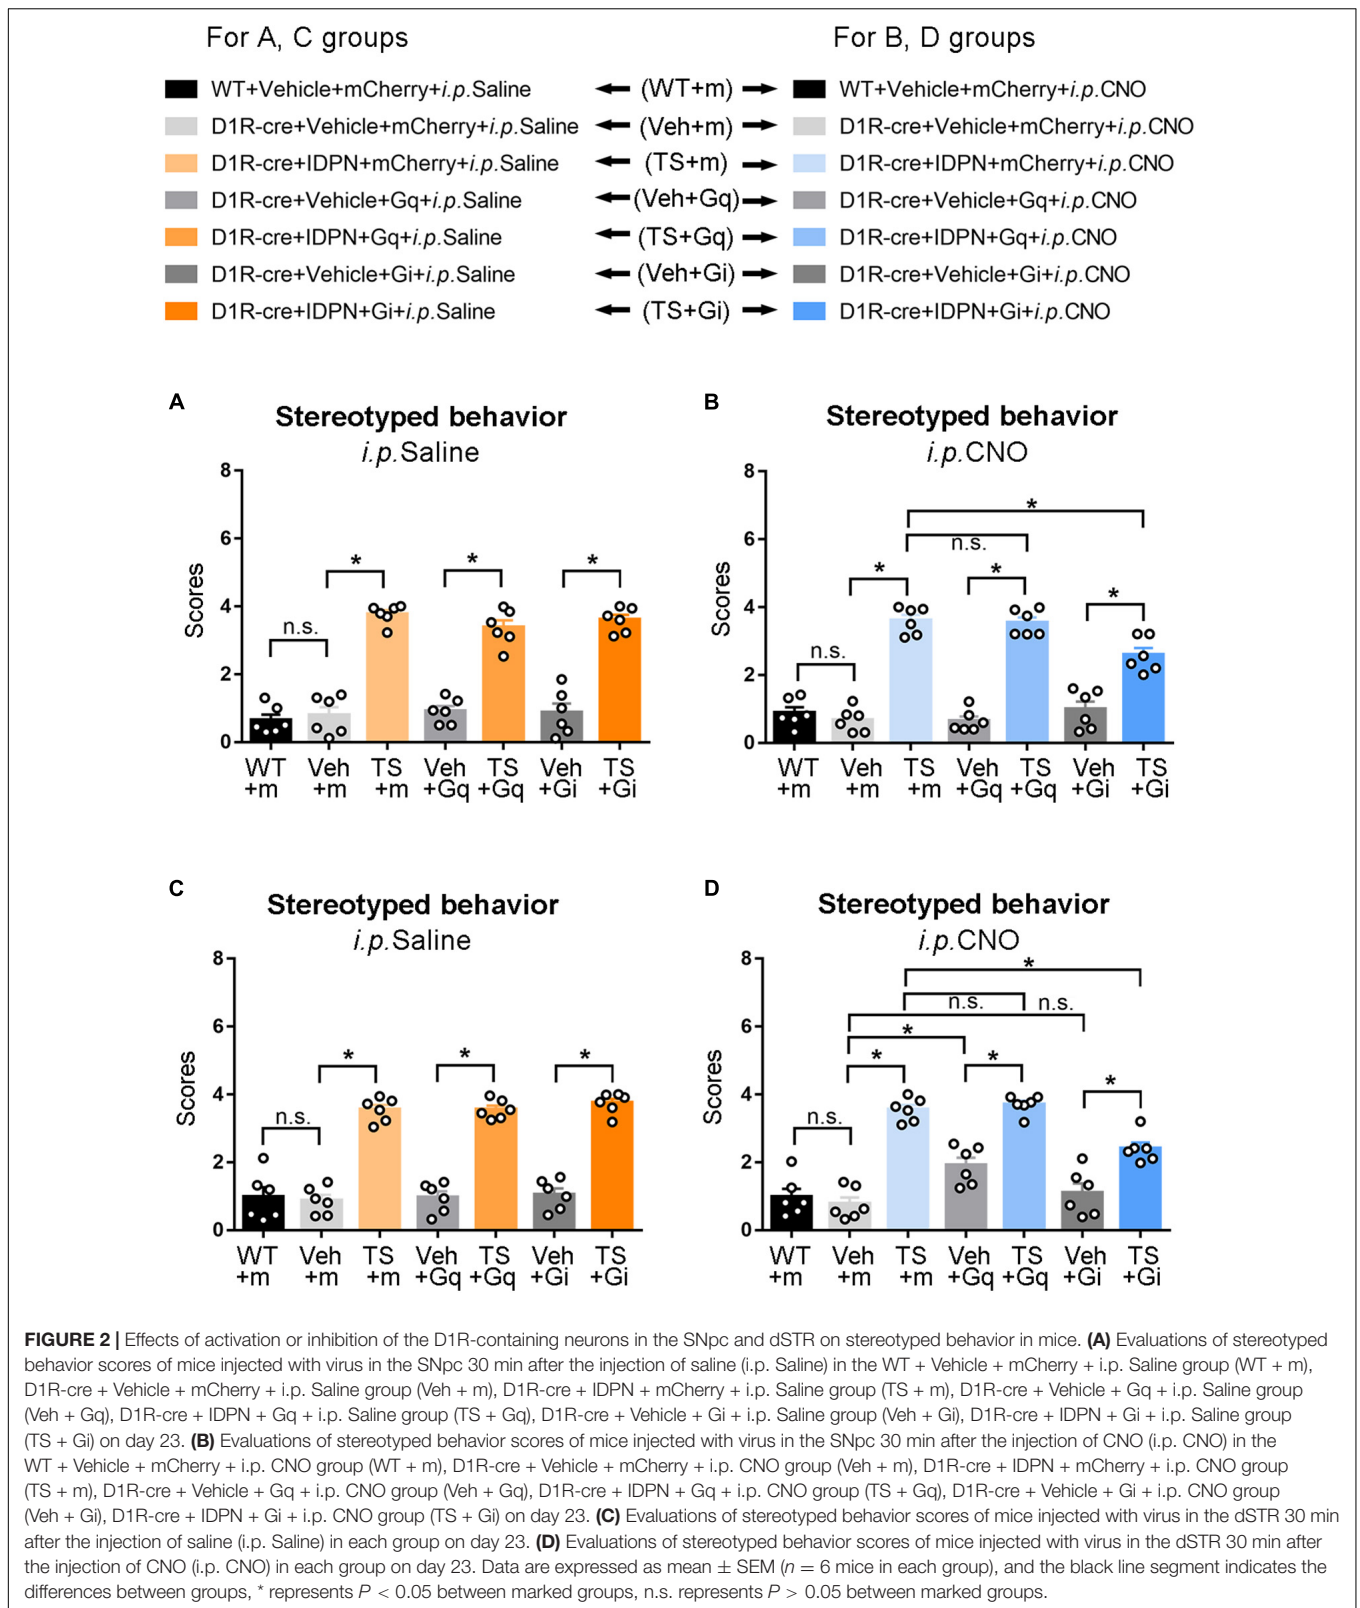 For A, C groups
For B, D groups
WT+Vehicle+mCherry+i.p.Saline (WT+m) WT+Vehicle+mCherry+i.p.CNO
D1R-cre+Vehicle+mCherry+i.p.Saline (Veh+m) D1R-cre+Vehicle+mCherry+i.p.CNO
D1R-cre+IDPN+mCherry+i.p.Saline (TS+m) D1R-cre+IDPN+mCherry+i.p.CNO
D1R-cre+Vehicle+Gq+i.p.Saline (Veh+Gq) D1R-cre+Vehicle+Gq+i.p.CNO
D1R-cre+IDPN+Gq+i.p.Saline (TS+Gq) D1R-cre+IDPN+Gq+i.p.CNO
D1R-cre+Vehicle+Gi+i.p.Saline (Veh+Gi) D1R-cre+Vehicle+Gi+i.p.CNO
D1R-cre+IDPN+Gi+i.p.Saline (TS+Gi) D1R-cre+IDPN+Gi+i.p.CNO
A
Stereotyped behavior
i.p.Saline
Scores
8
6
4
2
0
n.s.
*
*
*
WT Veh TS Veh TS Veh TS
+m +m +m +Gq +Gq +Gi +Gi
B
Stereotyped behavior
i.p.CNO
Scores
8
6
4
2
0
*
n.s.
*
*
*
n.s.
WT Veh TS Veh TS Veh TS
+m +m +m +Gq +Gq +Gi +Gi
C
Stereotyped behavior
i.p.Saline
Scores
8
6
4
2
0
n.s.
*
*
*
WT Veh TS Veh TS Veh TS
+m +m +m +Gq +Gq +Gi +Gi
D
Stereotyped behavior
i.p.CNO
Scores
8
6
4
2
0
*
n.s. n.s.
*
*
*
*
n.s.
WT Veh TS Veh TS Veh TS
+m +m +m +Gq +Gq +Gi +Gi
FIGURE 2 | Effects of activation or inhibition of the D1R-containing neurons in the SNpc and dSTR on stereotyped behavior in mice. (A) Evaluations of stereotyped
behavior scores of mice injected with virus in the SNpc 30 min after the injection of saline (i.p. Saline) in the WT + Vehicle + mCherry + i.p. Saline group (WT + m),
D1R-cre + Vehicle + mCherry + i.p. Saline group (Veh + m), D1R-cre + IDPN + mCherry + i.p. Saline group (TS + m), D1R-cre + Vehicle + Gq + i.p. Saline group
(Veh + Gq), D1R-cre + IDPN + Gq + i.p. Saline group (TS + Gq), D1R-cre + Vehicle + Gi + i.p. Saline group (Veh + Gi), D1R-cre + IDPN + Gi + i.p. Saline group
(TS + Gi) on day 23. (B) Evaluations of stereotyped behavior scores of mice injected with virus in the SNpc 30 min after the injection of CNO (i.p. CNO) in the
WT + Vehicle + mCherry + i.p. CNO group (WT + m), D1R-cre + Vehicle + mCherry + i.p. CNO group (Veh + m), D1R-cre + IDPN + mCherry + i.p. CNO group
(TS + m), D1R-cre + Vehicle + Gq + i.p. CNO group (Veh + Gq), D1R-cre + IDPN + Gq + i.p. CNO group (TS + Gq), D1R-cre + Vehicle + Gi + i.p. CNO group
(Veh + Gi), D1R-cre + IDPN + Gi + i.p. CNO group (TS + Gi) on day 23. (C) Evaluations of stereotyped behavior scores of mice injected with virus in the dSTR 30 min
after the injection of saline (i.p. Saline) in each group on day 23. (D) Evaluations of stereotyped behavior scores of mice injected with virus in the dSTR 30 min after
the injection of CNO (i.p. CNO) in each group on day 23. Data are expressed as mean ± SEM (n = 6 mice in each group), and the black line segment indicates the
differences between groups, * represents P < 0.05 between marked groups, n.s. represents P > 0.05 between marked groups.